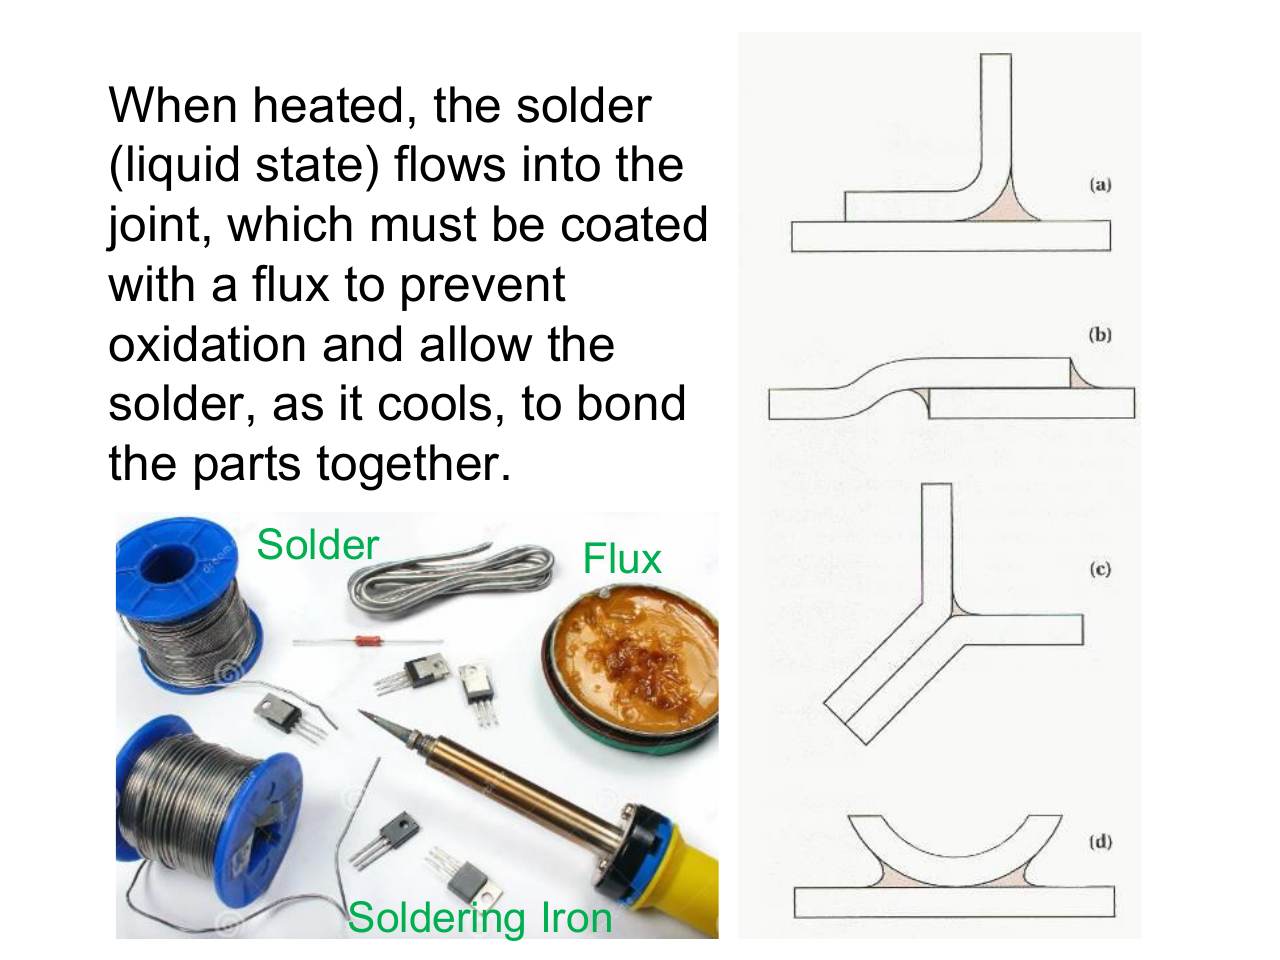 When heated, the solder
(liquid state) flows into the
joint, which must be coated
with a flux to prevent
oxidation and allow the
solder, as it cools, to bond
the parts together.
Solder
Flux
Soldering Iron
(a)
(b)
(c)
(d)